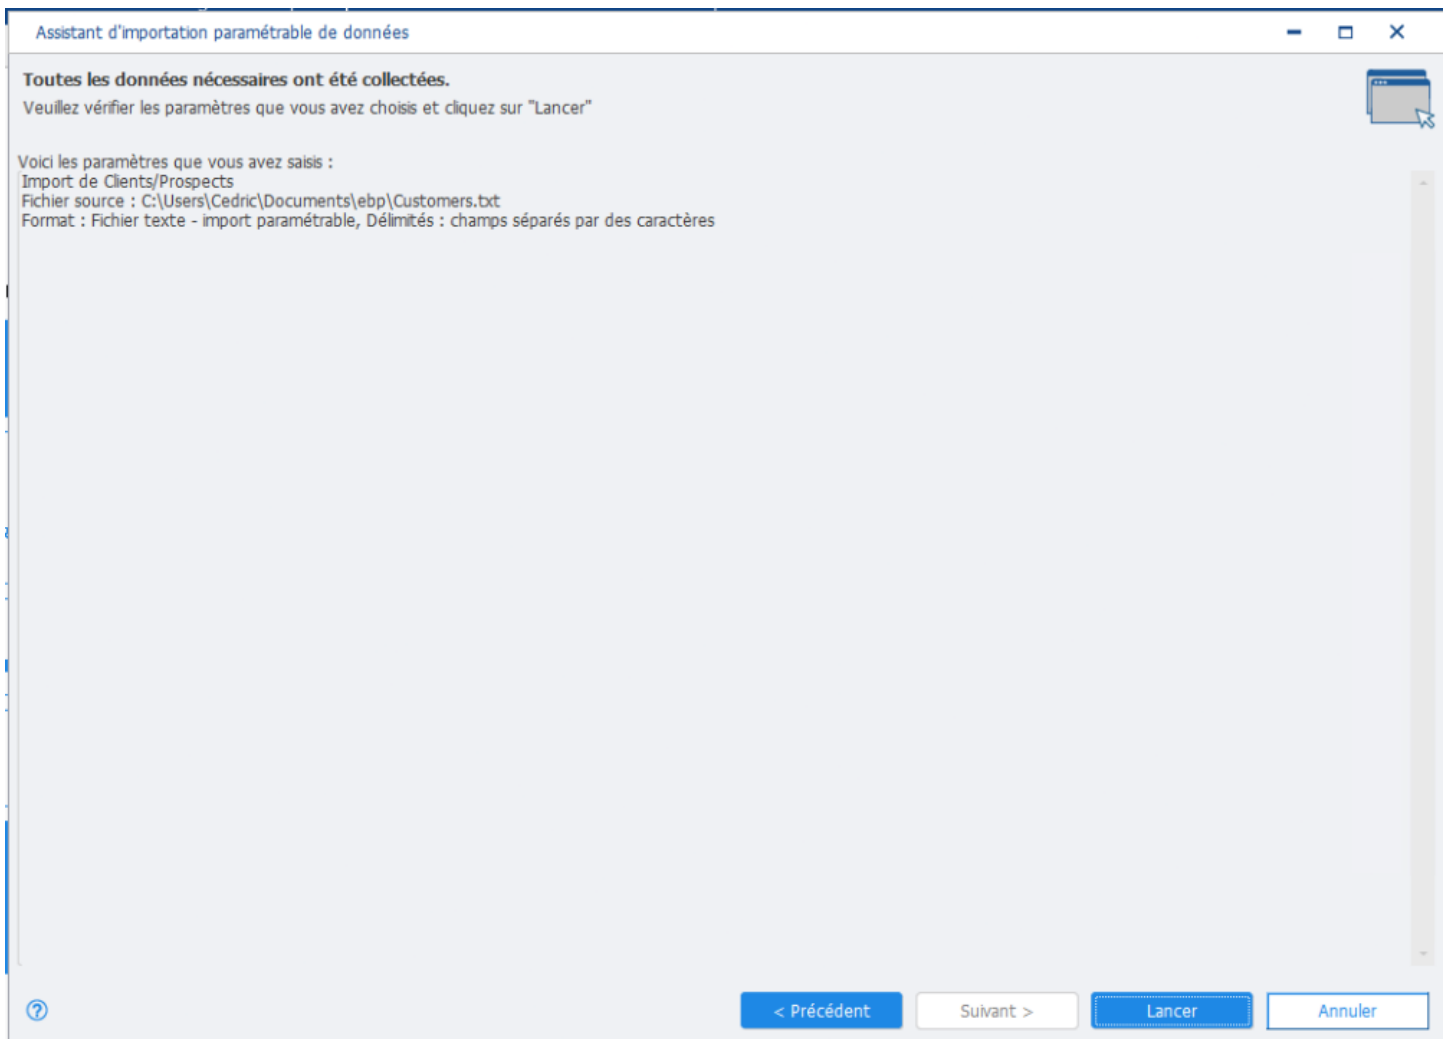 Assistant d'importation paramétrable de données
Toutes les données nécessaires ont été collectées.
Veuillez vérifier les paramètres que vous avez choisis et cliquez sur "Lancer"
Voici les paramètres que vous avez saisis :
Import de Clients/Prospects
Fichier source : C:\Users\Cedric\Documents\ebp\Customers.txt
Format : Fichier texte - import paramétrable, Délimités : champs séparés par des caractères
?
< Précédent
Suivant >
Lancer
Annuler